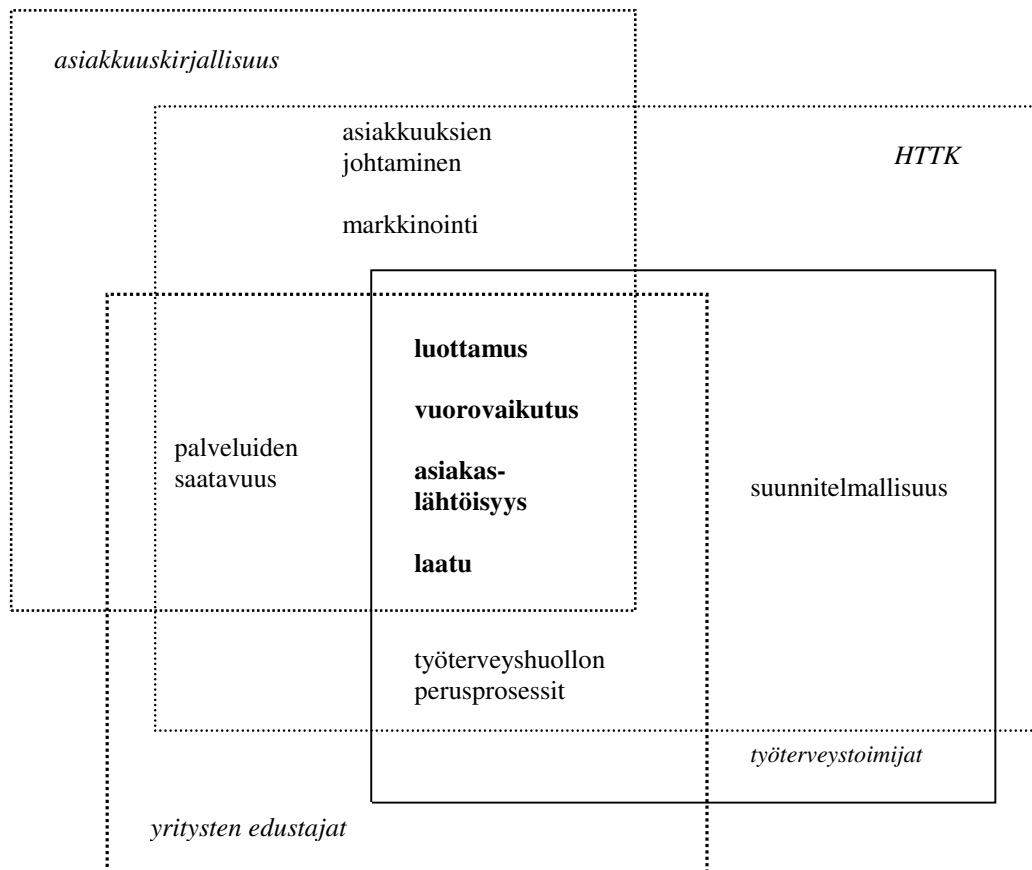 asiakkuuskirjallisuus
asiakkuuksien
johtaminen
HTTK
markkinointi
luottamus
vuorovaikutus
palveluiden
saatavuus
asiakas-
lähtöisyys
suunnitelmallisuus
laatu
työterveyshuollon
perusprosessit
työterveystoimijat
yritysten edustajat